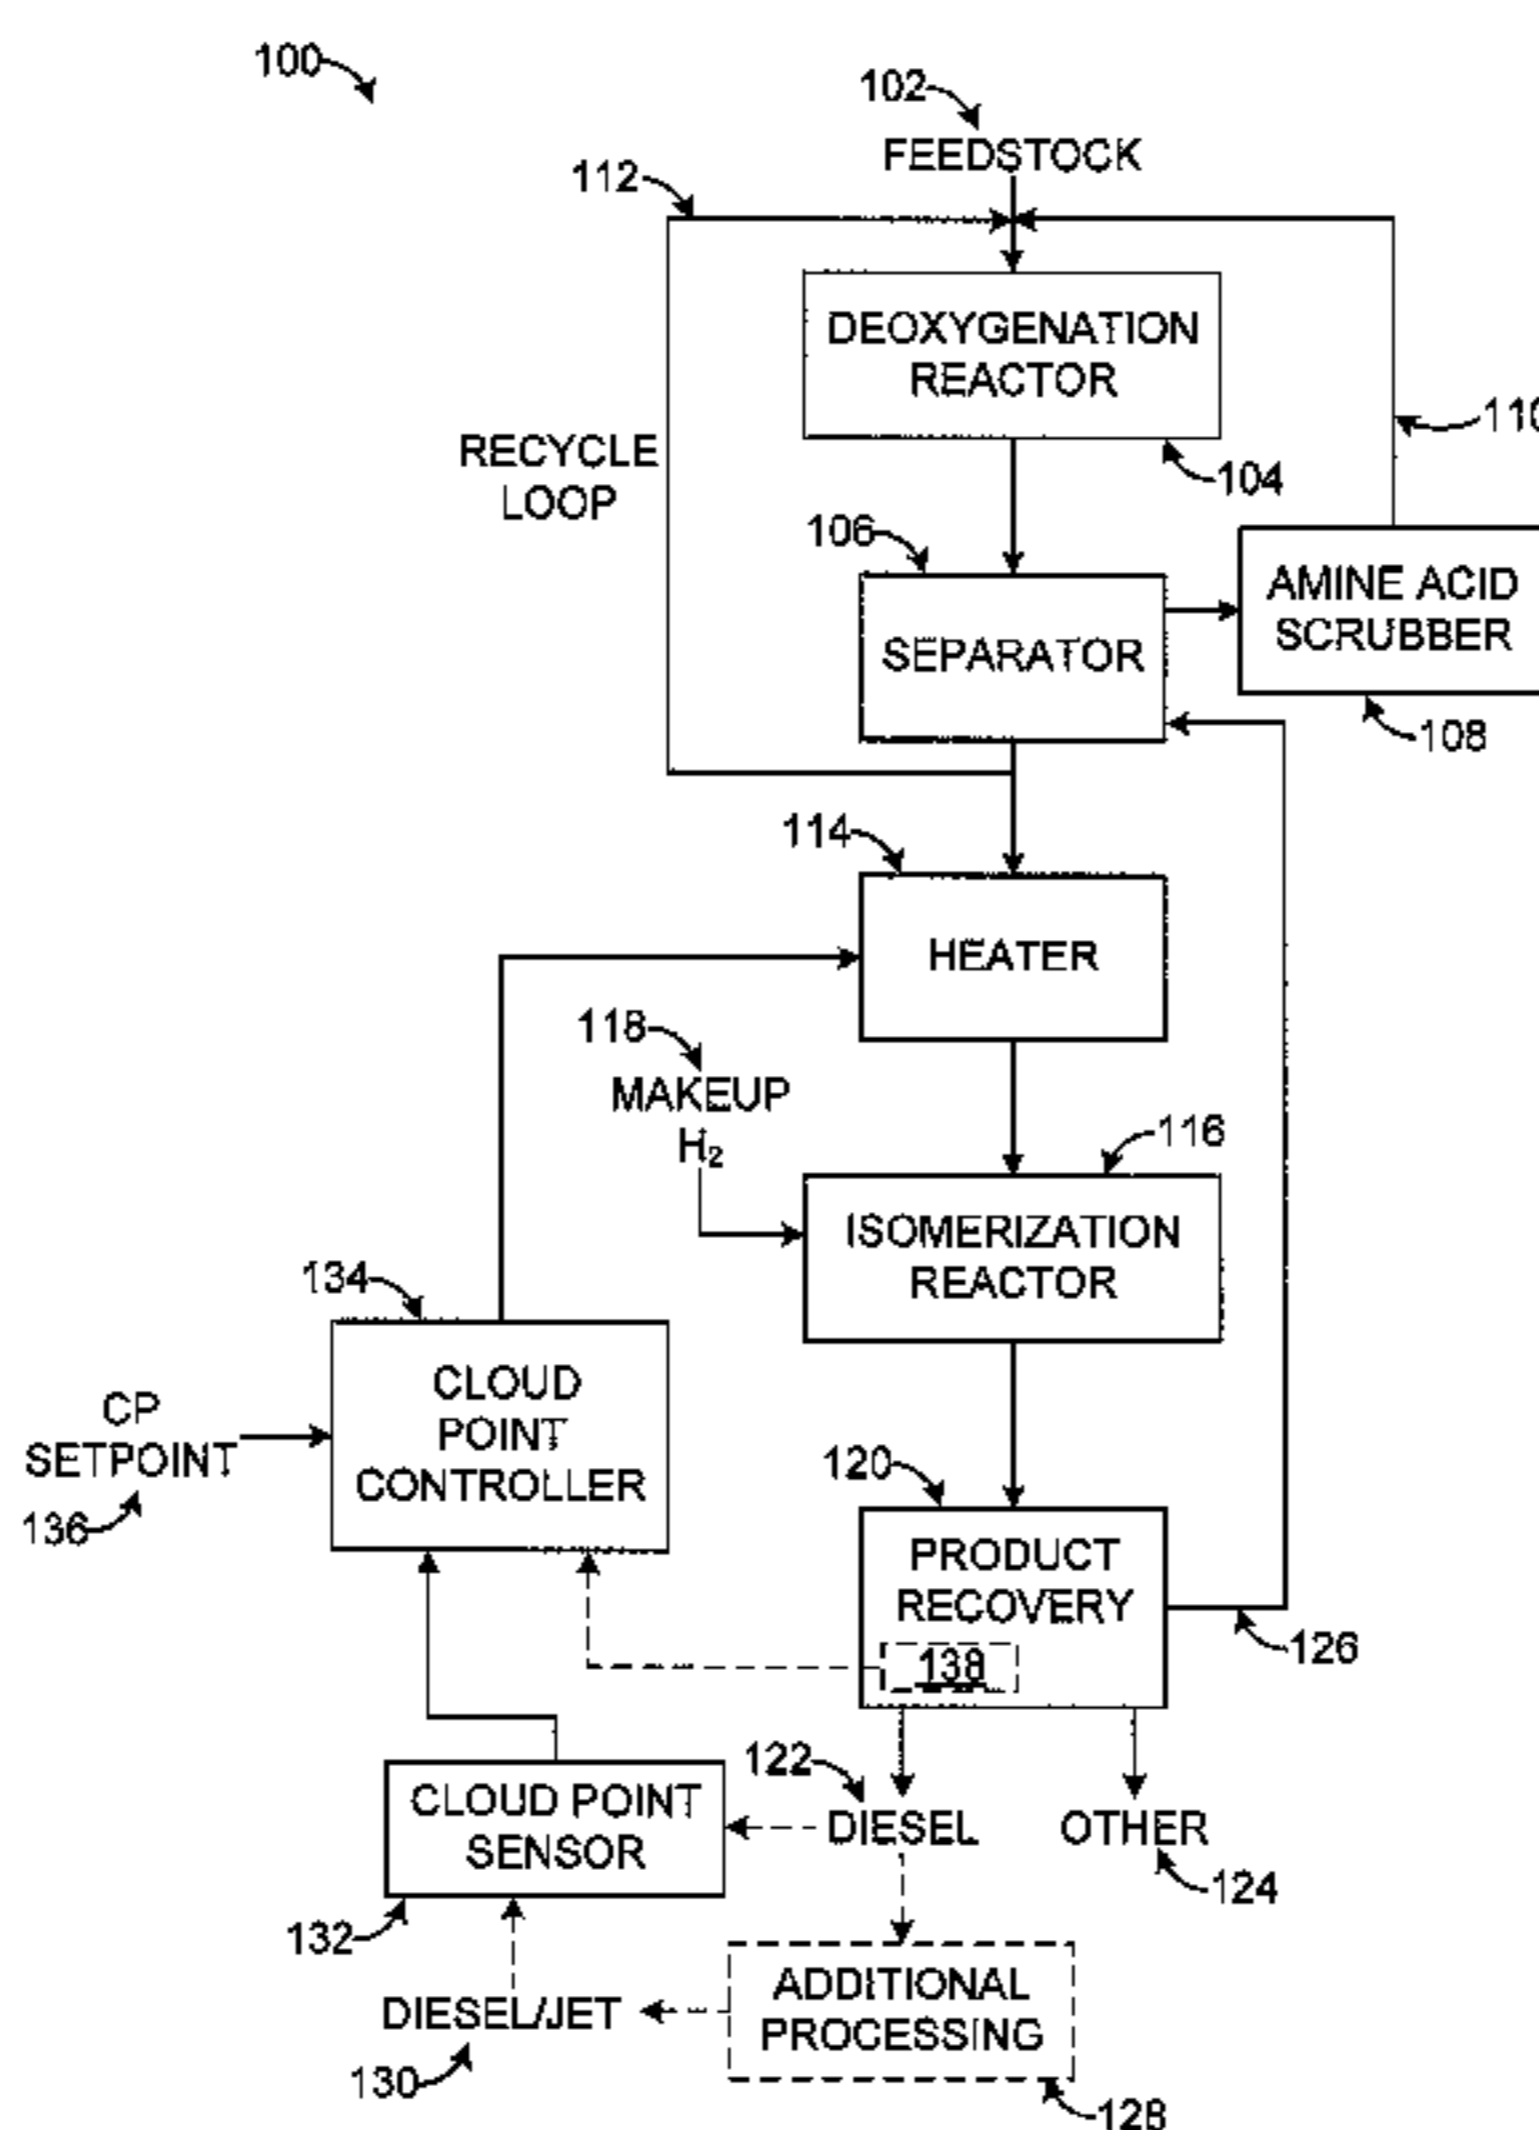 100
102
FEEDSTOCK
112
DEOXYGENATION
REACTOR
110
RECYCLE
LOOP
104
106
AMINE ACID
SCRUBBER
SEPARATOR
108
114
HEATER
118
MAKEUP
H₂
116
ISOMERIZATION
REACTOR
134
CLOUD
POINT
CONTROLLER
CP
SETPOINT
136
120
PRODUCT
RECOVERY
138
126
122
CLOUD POINT
SENSOR
DIESEL
OTHER
124
132
ADDITIONAL
PROCESSING
DIESEL/JET
130
128